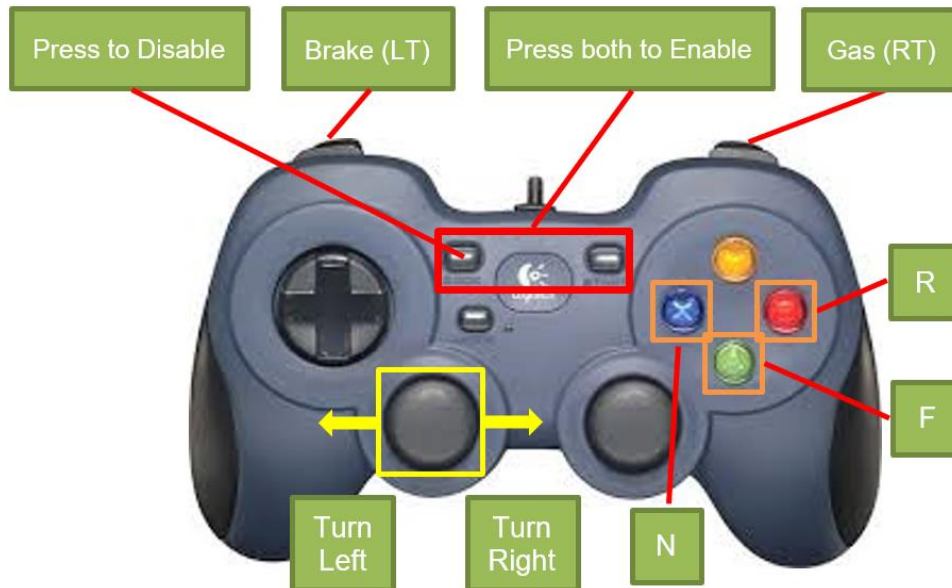 Press to Disable
Brake (LT)
Press both to Enable
Gas (RT)
R
X
F
Turn
Left
Turn
Right
N